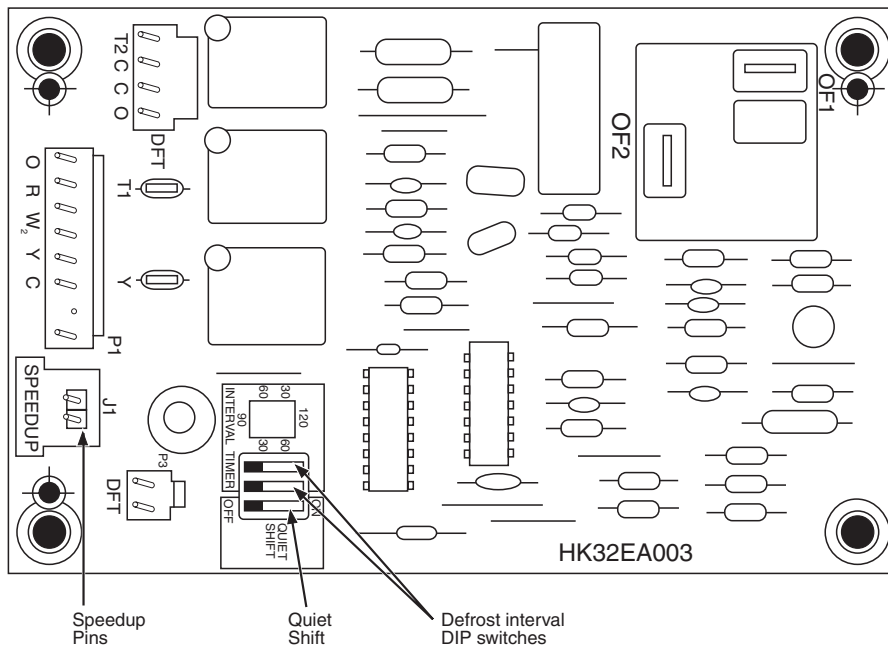 T2 C C O
DFT
T1
O R W2 Y C
Y
P1
OF2
OF1
SPEEDUP
J1
P3
DFT
INTERVAL TIMER
60 30
90 120
30 60
OFF
ON
QUIET
SHIFT
HK32EA003
Speedup
Pins
Quiet
Shift
Defrost interval
DIP switches